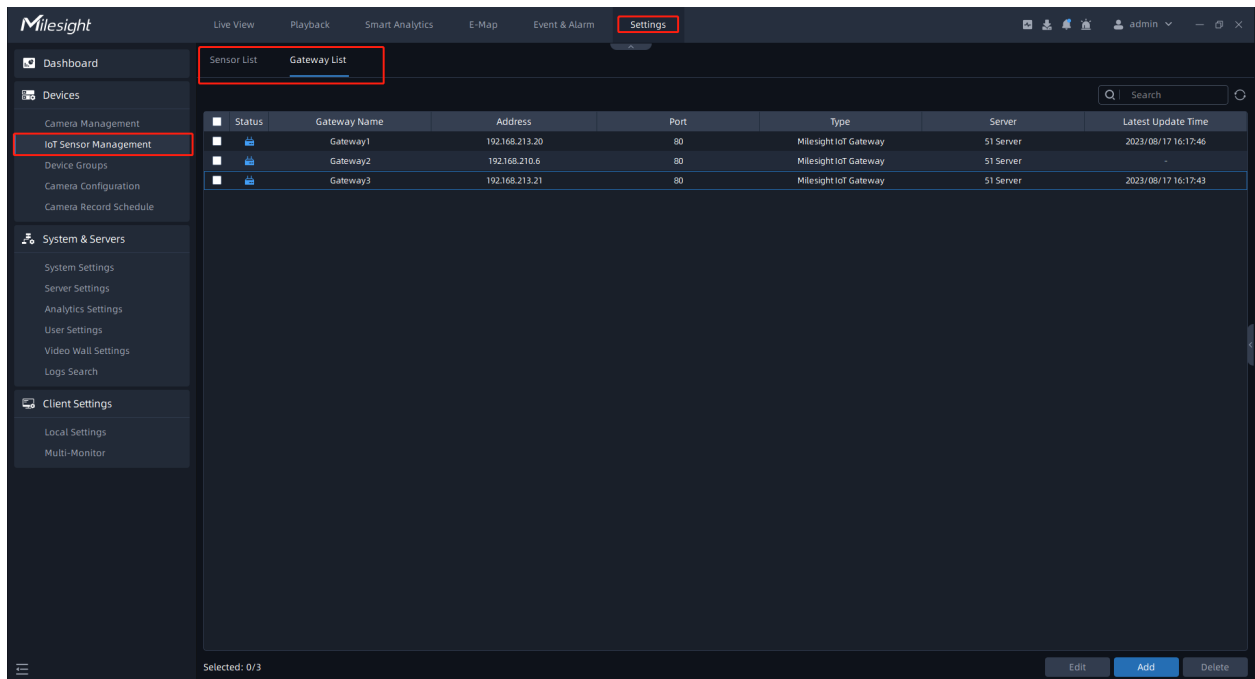 Milesight
Live View Playback Smart Analytics E-Map Event & Alarm Settings admin
Dashboard
Devices
Camera Management
IoT Sensor Management
Device Groups
Camera Configuration
Camera Record Schedule
System & Servers
System Settings
Server Settings
Analytics Settings
User Settings
Video Wall Settings
Logs Search
Client Settings
Local Settings
Multi-Monitor
Sensor List Gateway List
Search
Status Gateway Name Address Port Type Server Latest Update Time
Gateway1 192.168.213.20 80 Milesight IoT Gateway 51 Server 2023/08/17 16:17:46
Gateway2 192.168.210.6 80 Milesight IoT Gateway 51 Server -
Gateway3 192.168.213.21 80 Milesight IoT Gateway 51 Server 2023/08/17 16:17:43
Selected: 0/3
Edit Add Delete